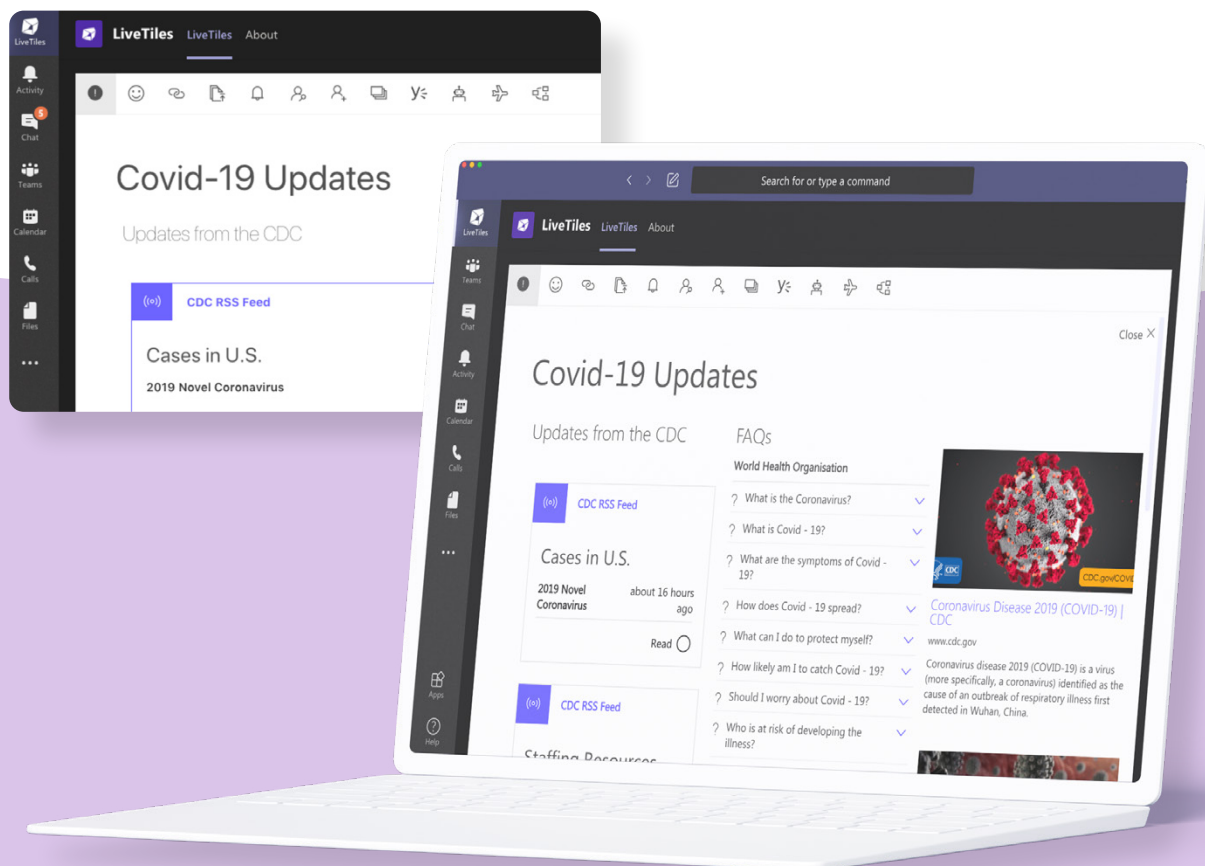 LiveTiles
LiveTiles LiveTiles About
Activity
5
Chat
Teams
Calendar
Calls
Files
Covid-19 Updates
Updates from the CDC
CDC RSS Feed
Cases in U.S.
2019 Novel Coronavirus
Search for or type a command
LiveTiles
LiveTiles LiveTiles About
Teams
Chat
Activity
Calendar
Calls
Files
Apps
Help
Close
Covid-19 Updates
Updates from the CDC
CDC RSS Feed
Cases in U.S.
2019 Novel
Coronavirus
about 16 hours
ago
Read
CDC RSS Feed
Staffing Resources
FAQs
World Health Organisation
? What is the Coronavirus?
? What is Covid - 19?
? What are the symptoms of Covid -
19?
? How does Covid - 19 spread?
? What can I do to protect myself?
? How likely am I to catch Covid - 19?
? Should I worry about Covid - 19?
? Who is at risk of developing the
illness?
CDC
CDC.gov/COVID
Coronavirus Disease 2019 (COVID-19) |
CDC
www.cdc.gov
Coronavirus disease 2019 (COVID-19) is a virus
(more specifically, a coronavirus) identified as the
cause of an outbreak of respiratory illness first
detected in Wuhan, China.